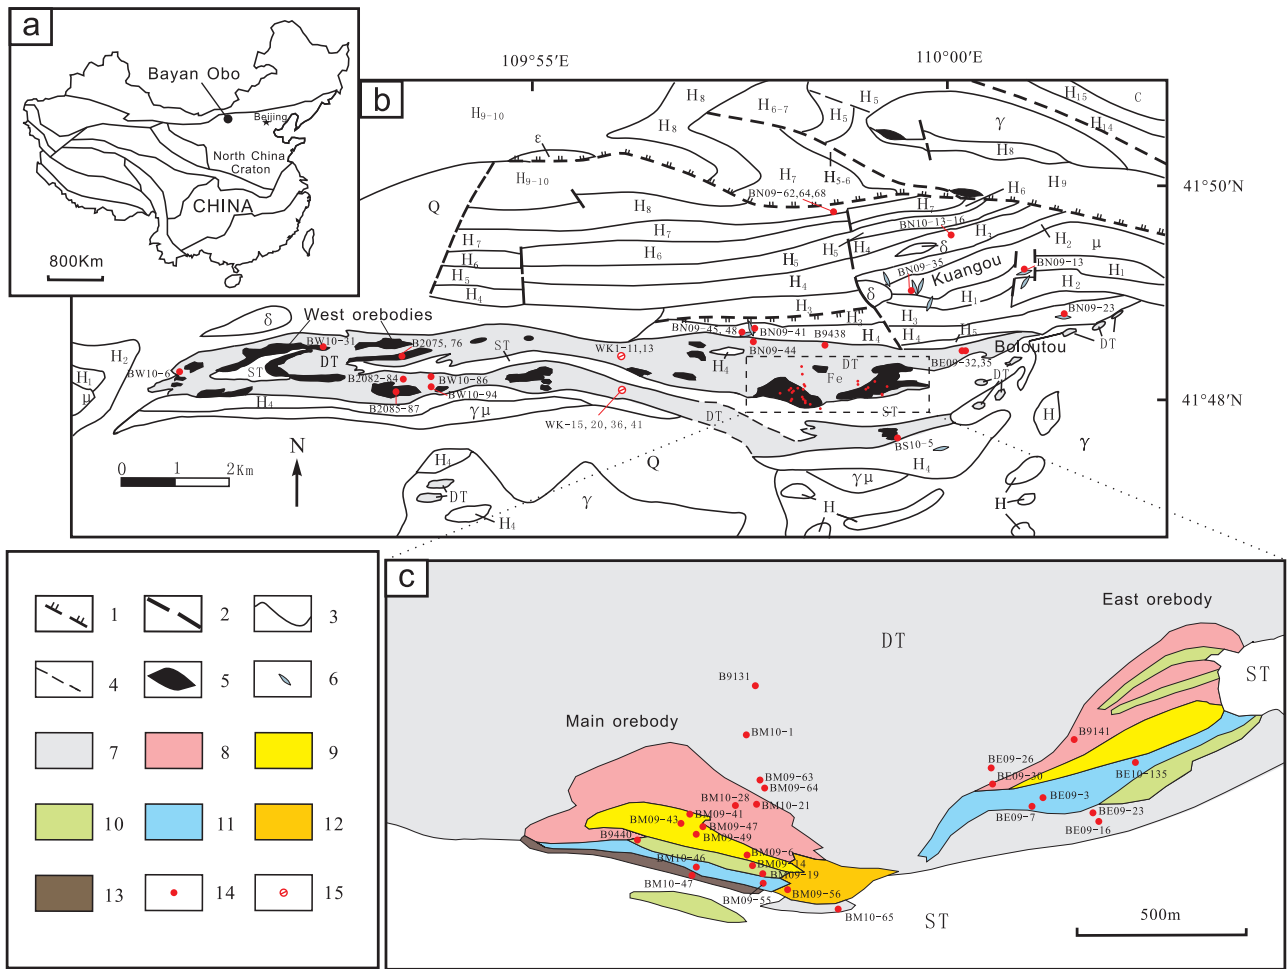 a
Bayan Obo
Beijing
North China
Craton
CHINA
800Km
109°55′E
110°00′E
41°50′N
41°48′N
b
H9-10
H8
H6-7
H5
H15
C
H14
H8
H5
γ
H8
ε
H9-10
H7
H5-6
H9
BN09-62,64,68
H6
Q
H8
H7
BN10-13-16
H7
H7
H3
H2
μ
H6
H6
H5
H4
δ
H5
H5
BN09-35
Kuangou
BN09-13
H1
H4
H4
δ
H1
H2
H2
H3
BN09-23
δ
West orebodies
BN09-45, 48
BN09-41
B9438
H4
H4
H5
DT
BW10-31
B2075, 76
ST
WK1-11,13
BN09-44
Boloutou
H2
DT
H4
DT
BE09-32,35
BW10-6
ST
B2082-84
BW10-86
Fe
DT
H1
μ
H4
B2085-87
BW10-94
γμ
DT
ST
H
WK-15, 20, 36, 41
BS10-5
N
Q
H4
γ
0 1 2Km
H4
γμ
DT
γ
H
H
H4
1
2
3
4
5
6
7
8
9
10
11
12
13
14
15
c
East orebody
DT
ST
B9131
Main orebody
BM10-1
B9141
BE09-26
BM09-63
BE09-30
BE10-135
BM09-64
BM10-28
BM10-21
BE09-3
BM09-41
BM09-43
BM09-47
BE09-7
BE09-23
B9440
BM09-49
BE09-16
BM09-6
BM10-46
BM09-14
BM10-47
BM09-19
BM09-55
BM09-56
BM10-65
ST
500m